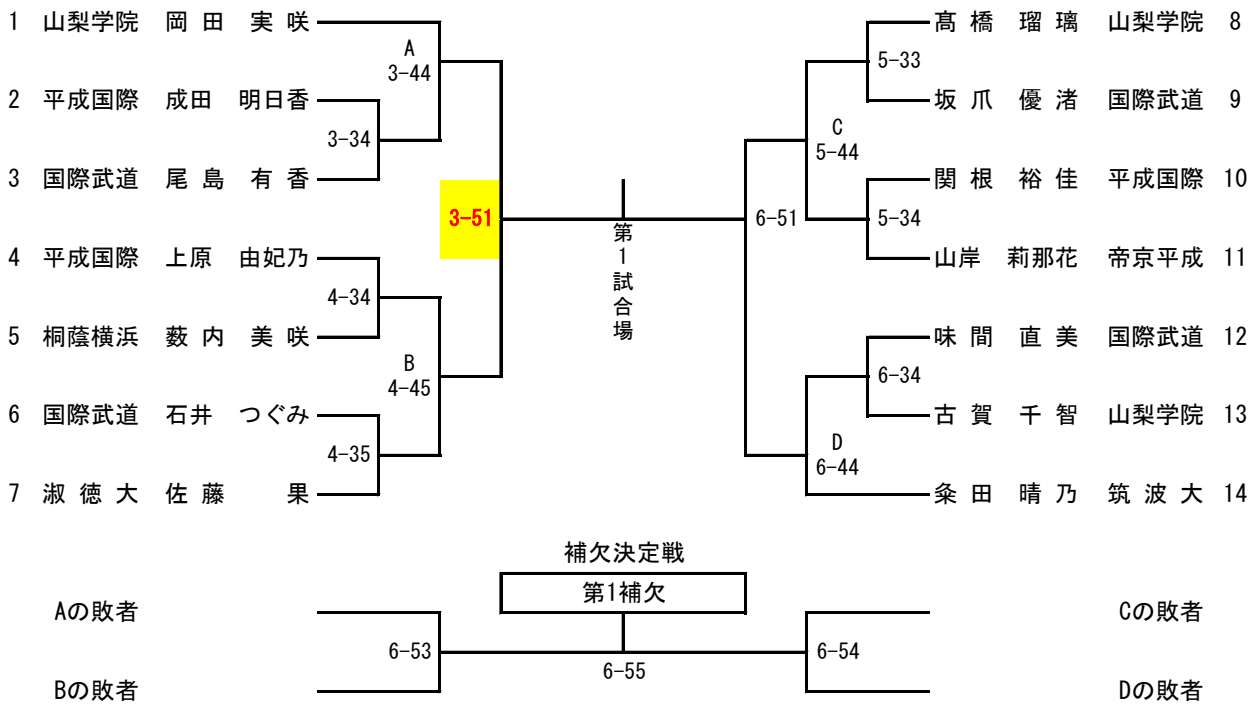 1 山梨学院 岡田 実咲
A
3-44
2 平成国際 成田 明日香
3-34
3 国際武道 尾島 有香
3-51
4 平成国際 上原 由妃乃
4-34
5 桐蔭横浜 薮内 美咲
B
4-45
6 国際武道 石井 つぐみ
4-35
7 淑徳大 佐藤 果
第1試合場
髙橋 瑠璃 山梨学院 8
5-33
坂爪 優渚 国際武道 9
C
5-44
関根 裕佳 平成国際 10
5-34
山岸 莉那花 帝京平成 11
6-51
味間 直美 国際武道 12
6-34
古賀 千智 山梨学院 13
D
6-44
粂田 晴乃 筑波大 14
補欠決定戦
第1補欠
Aの敗者
6-53
Bの敗者
6-55
Cの敗者
6-54
Dの敗者